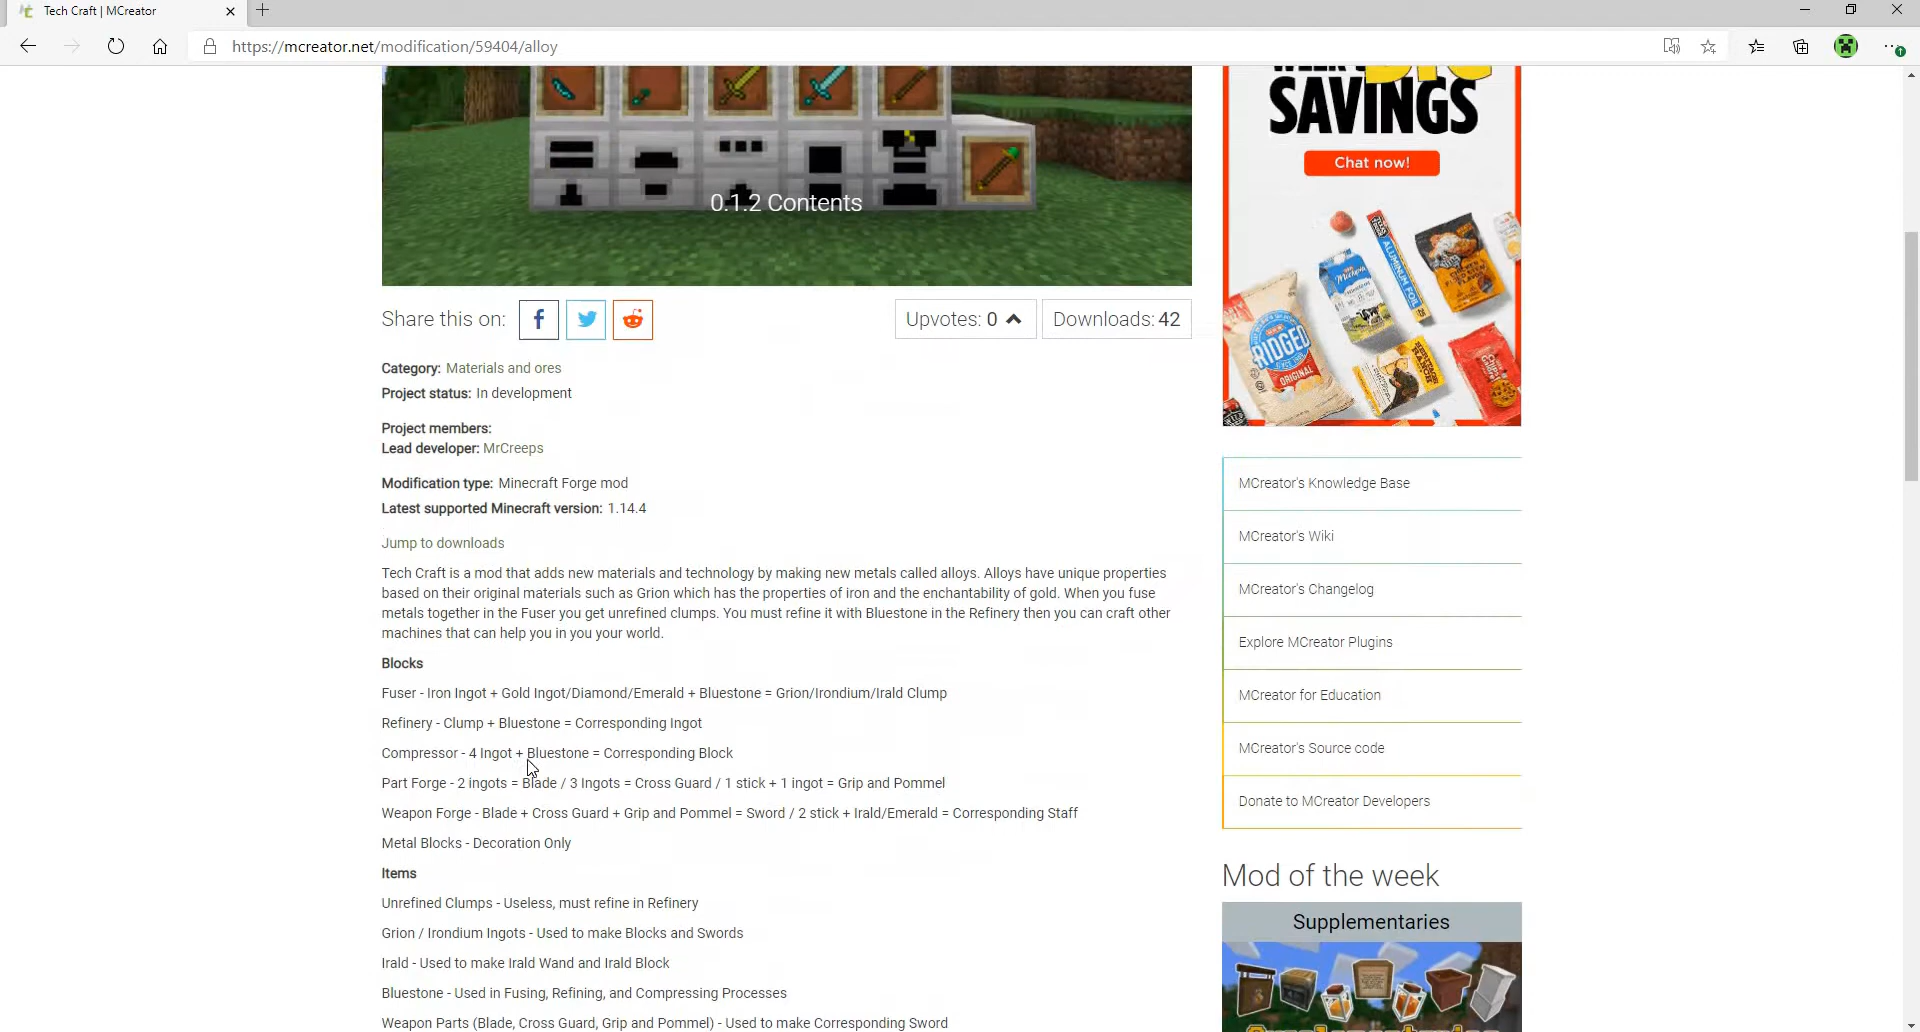 Tech Craft | MCreator
https://mcreator.net/modification/59404/alloy
0.1.2 Contents
Share this on:
Upvotes: 0
Downloads: 42
Category: Materials and ores
Project status: In development
Project members:
Lead developer: MrCreeps
Modification type: Minecraft Forge mod
Latest supported Minecraft version: 1.14.4
Jump to downloads
Tech Craft is a mod that adds new materials and technology by making new metals called alloys. Alloys have unique properties
based on their original materials such as Grion which has the properties of iron and the enchantability of gold. When you fuse
metals together in the Fuser you get unrefined clumps. You must refine it with Bluestone in the Refinery then you can craft other
machines that can help you in you your world.
Blocks
Fuser - Iron Ingot + Gold Ingot/Diamond/Emerald + Bluestone = Grion/Irondium/Irald Clump
Refinery - Clump + Bluestone = Corresponding Ingot
Compressor - 4 Ingot + Bluestone = Corresponding Block
Part Forge - 2 ingots = Blade / 3 Ingots = Cross Guard / 1 stick + 1 ingot = Grip and Pommel
Weapon Forge - Blade + Cross Guard + Grip and Pommel = Sword / 2 stick + Irald/Emerald = Corresponding Staff
Metal Blocks - Decoration Only
Items
Unrefined Clumps - Useless, must refine in Refinery
Grion / Irondium Ingots - Used to make Blocks and Swords
Irald - Used to make Irald Wand and Irald Block
Bluestone - Used in Fusing, Refining, and Compressing Processes
Weapon Parts (Blade, Cross Guard, Grip and Pommel) - Used to make Corresponding Sword
SAVINGS
Chat now!
ALUMINUM FOIL
RIDGED
ORIGINAL
MCreator's Knowledge Base
MCreator's Wiki
MCreator's Changelog
Explore MCreator Plugins
MCreator for Education
MCreator's Source code
Donate to MCreator Developers
Mod of the week
Supplementaries